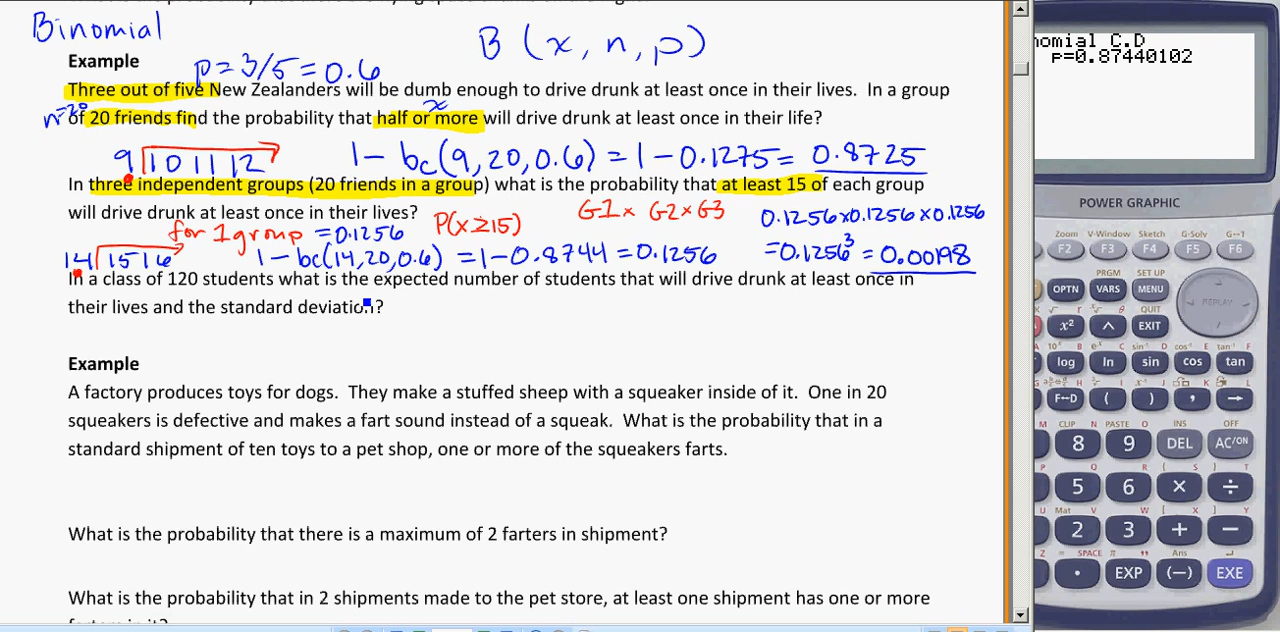 Binomial
B (x, n, p)
Example
p=3/5=0.6
Three out of five New Zealanders will be dumb enough to drive drunk at least once in their lives. In a group
n=20
x
of 20 friends find the probability that half or more will drive drunk at least once in their life?
9 10 11 12
1 - bc(9, 20, 0.6) = 1 - 0.1275 = 0.8725
In three independent groups (20 friends in a group) what is the probability that at least 15 of each group
will drive drunk at least once in their lives?
P(x≥15)
G1 x G2 x G3
0.1256x0.1256x0.1256
for 1 group = 0.1256
14 15 16
1 - bc(14, 20, 0.6) = 1 - 0.8744 = 0.1256
=0.1256³ = 0.00198
In a class of 120 students what is the expected number of students that will drive drunk at least once in
their lives and the standard deviation?
Example
A factory produces toys for dogs. They make a stuffed sheep with a squeaker inside of it. One in 20
squeakers is defective and makes a fart sound instead of a squeak. What is the probability that in a
standard shipment of ten toys to a pet shop, one or more of the squeakers farts.
What is the probability that there is a maximum of 2 farters in shipment?
What is the probability that in 2 shipments made to the pet store, at least one shipment has one or more
nomial C.D
p=0.87440102
POWER GRAPHIC
Zoom V-Window Sketch G-Solv G↔T
F2 F3 F4 F5 F6
PRGM SET UP
OPTN VARS MENU
REPLAY
QUIT
x² ^ EXIT
log ln sin cos tan
F↔D ( ) , →
CLIP PASTE INS OFF
8 9 DEL AC/ON
5 6 × ÷
Mat
2 3 + −
SPACE π Ans
· EXP (−) EXE